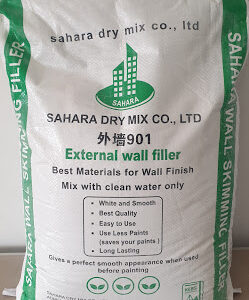 sahara dry mix co., ltd
SAHARA
SAHARA DRY MIX CO., LTD
外墙901
External wall filler
Best Materials for Wall Finish
Mix with clean water only
• White and Smooth
• Best Quality
• Easy to Use
• Use Less Paints
(saves your paints)
• Long Lasting
Gives a perfect smooth appearance when used
before painting
SAHARA WALL SKIMMING FILLER
SAHARA WALL SKIMMING FILLER